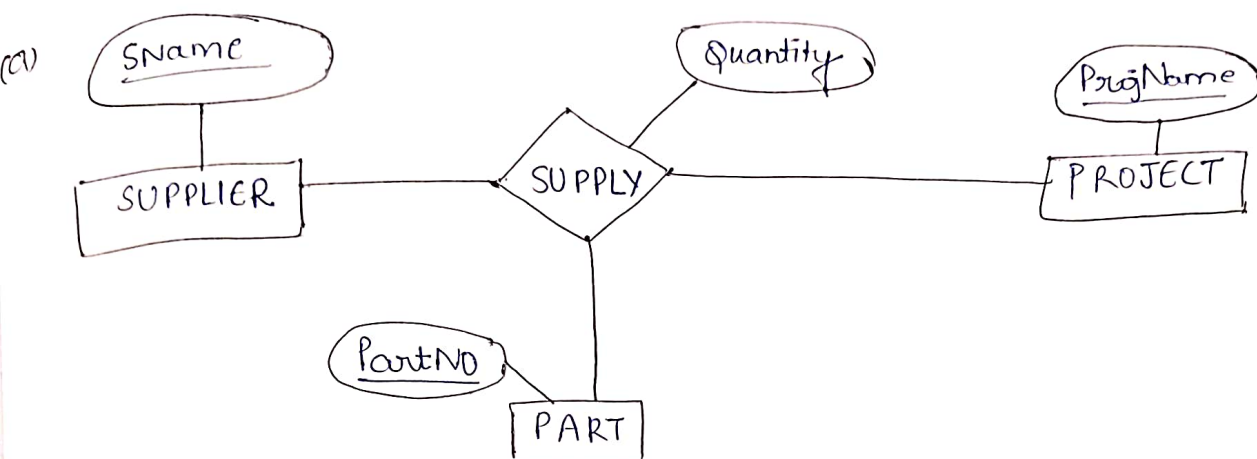 SName
Quantity
ProjName
SUPPLIER
SUPPLY
PROJECT
PartNO
PART